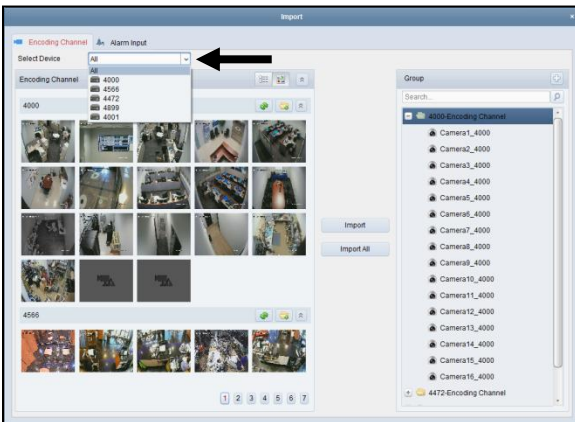 Import
Encoding Channel
Alarm Input
Select Device
All
All
4000
4566
4472
4899
4001
Encoding Channel
4000
4566
1 2 3 4 5 6 7
Import
Import All
Group
Search...
4000-Encoding Channel
Camera1_4000
Camera2_4000
Camera3_4000
Camera4_4000
Camera5_4000
Camera6_4000
Camera7_4000
Camera8_4000
Camera9_4000
Camera10_4000
Camera11_4000
Camera12_4000
Camera13_4000
Camera14_4000
Camera15_4000
Camera16_4000
4472-Encoding Channel